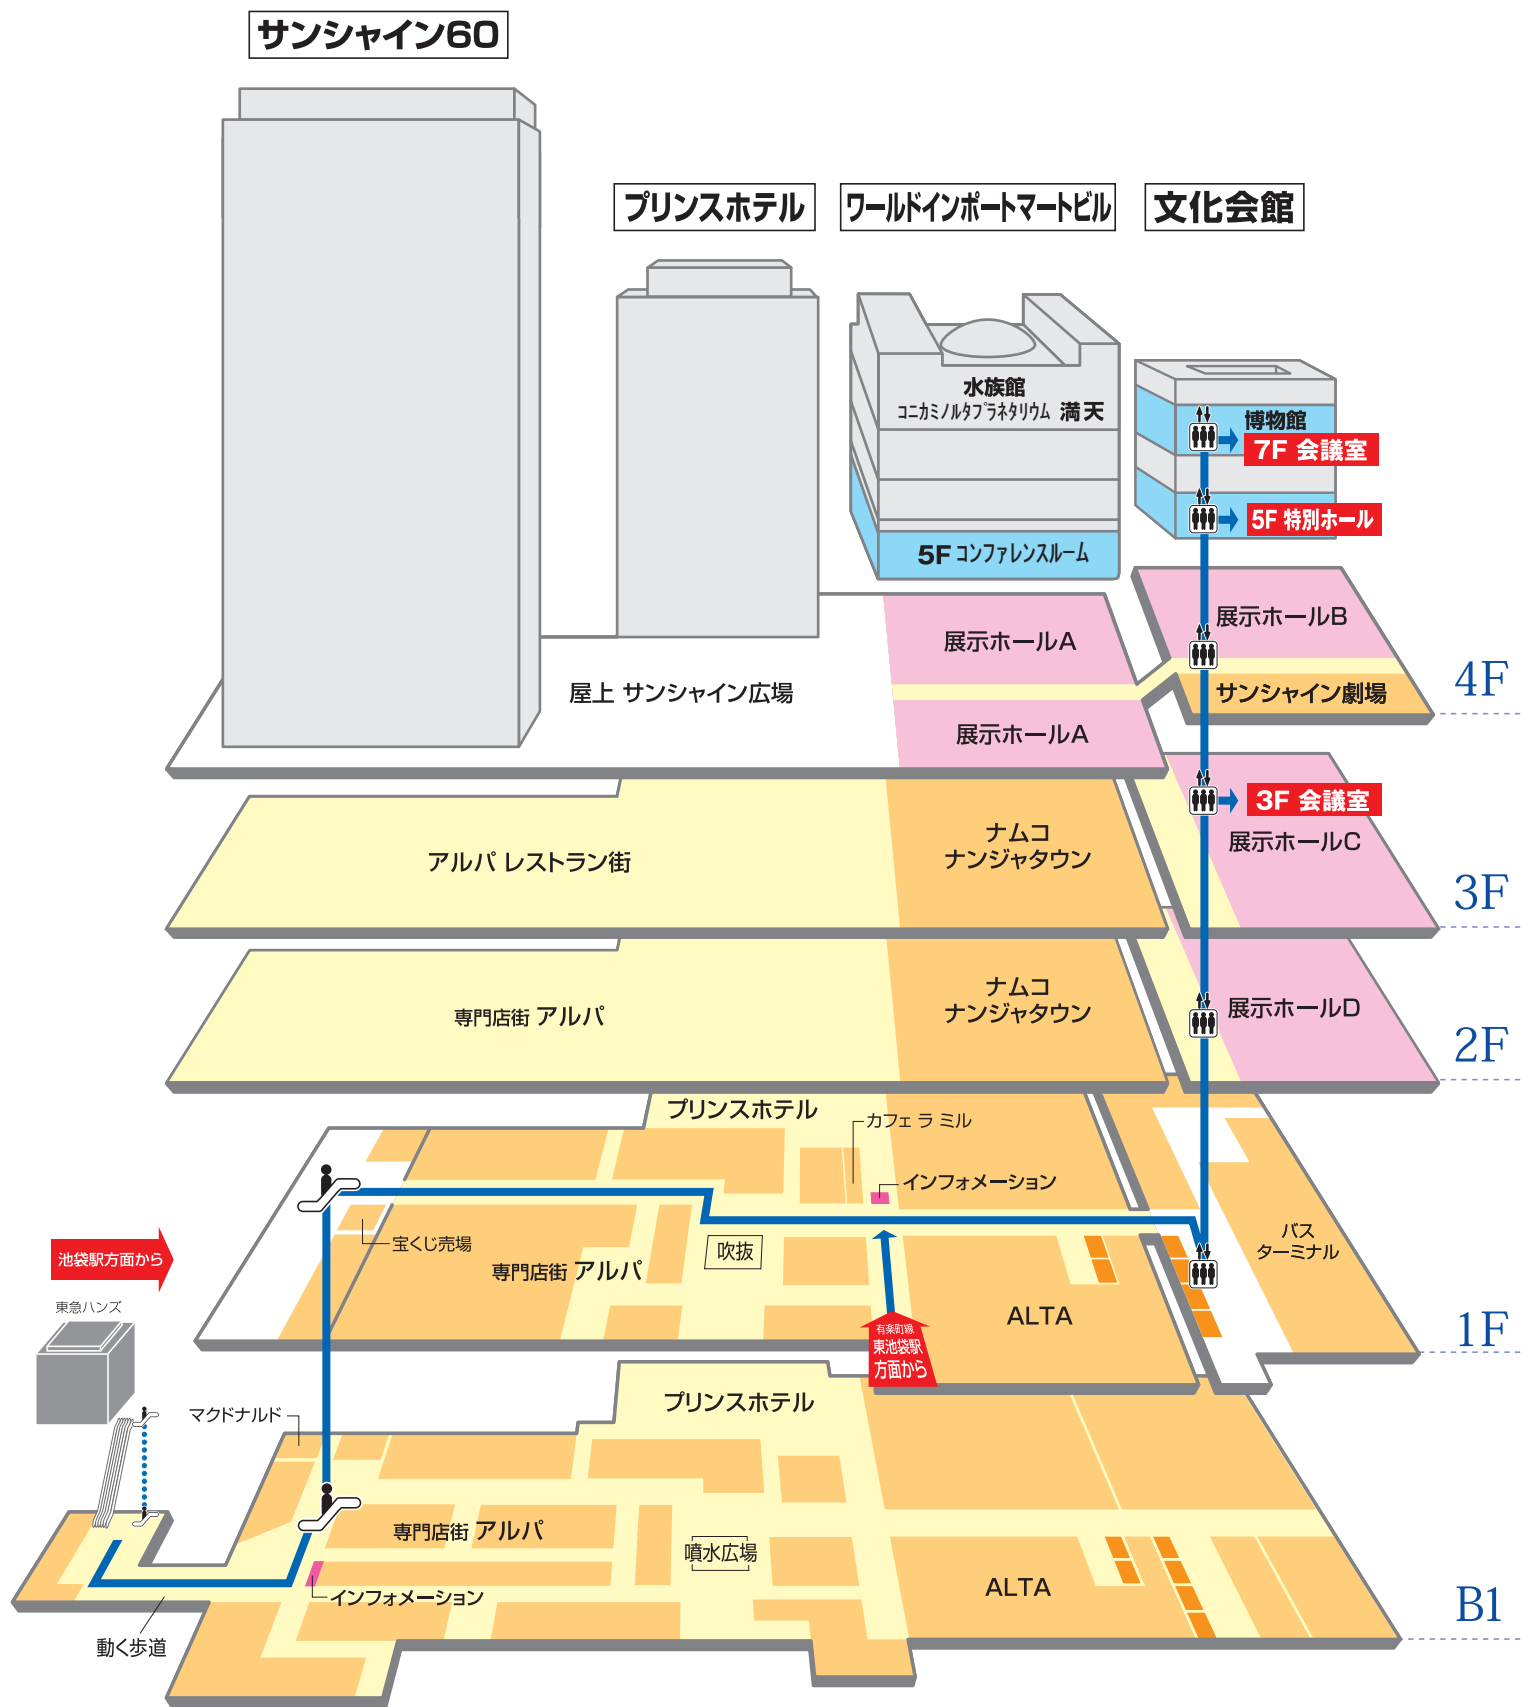 サンシャイン60
プリンスホテル
ワールドインポートマートビル
文化会館
水族館
コニカミノルタプラネタリウム 満天
博物館
7F 会議室
5F 特別ホール
5F コンファレンスルーム
展示ホールB
展示ホールA
サンシャイン劇場
4F
屋上 サンシャイン広場
展示ホールA
3F 会議室
ナムコ
ナンジャタウン
展示ホールC
アルパ レストラン街
3F
ナムコ
ナンジャタウン
展示ホールD
専門店街 アルパ
2F
プリンスホテル
カフェ ラ ミル
インフォメーション
宝くじ売場
吹抜
バス
ターミナル
池袋駅方面から
専門店街 アルパ
東急ハンズ
ALTA
有楽町線
東池袋駅
方面から
1F
プリンスホテル
マクドナルド
専門店街 アルパ
噴水広場
ALTA
インフォメーション
B1
動く歩道